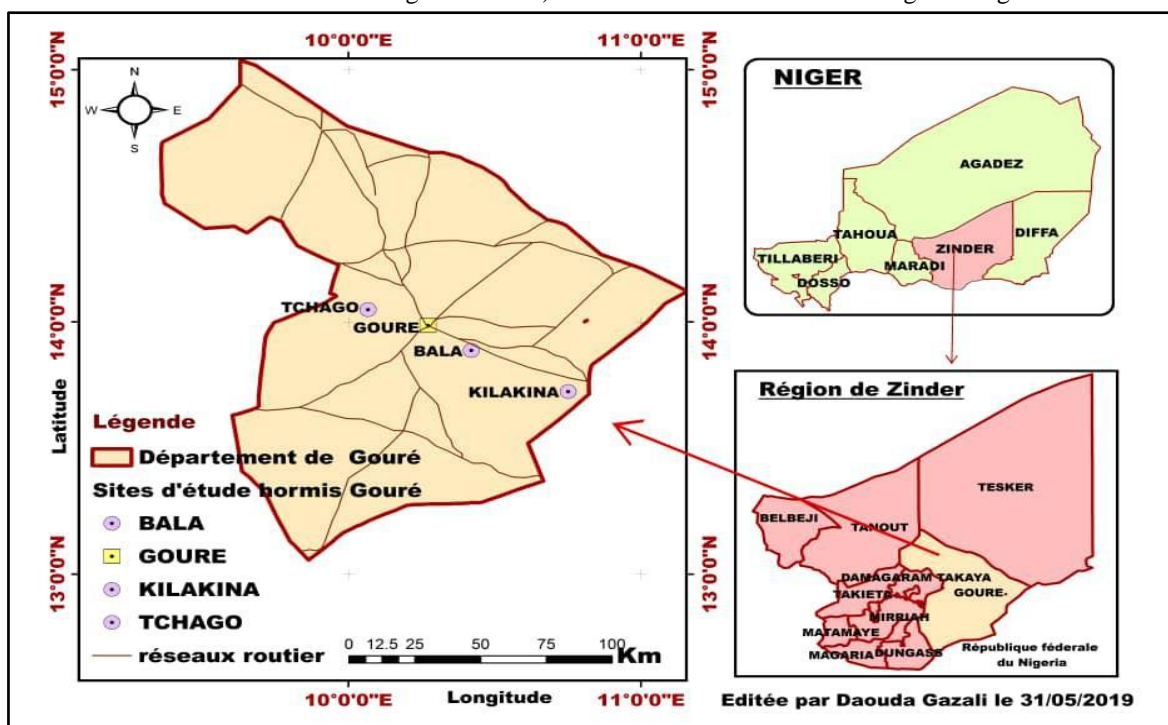 10°0'0"E 11°0'0"E
15°0'0"N 15°0'0"N
N
W E
S
TCHAGO
GOURE
14°0'0"N 14°0'0"N
BALA
KILAKINA
Latitude
Légende
Département de Gouré
Sites d'étude hormis Gouré
BALA
GOURE
KILAKINA
TCHAGO
réseaux routier
13°0'0"N 13°0'0"N
0 12.5 25 50 75 100 Km
10°0'0"E Longitude 11°0'0"E
NIGER
AGADEZ
TAHOUA
DIFFA
ZINDER
TILLABERI
MARADI
DOSSO
Région de Zinder
TESKER
BELBEJI
TANOUT
DAMAGARAM TAKAYA
TAKIETA
GOURE
MIRRIAH
MATAMAYE
MAGARIA
DUNGASS
République fédérale
du Nigeria
Editée par Daouda Gazali le 31/05/2019